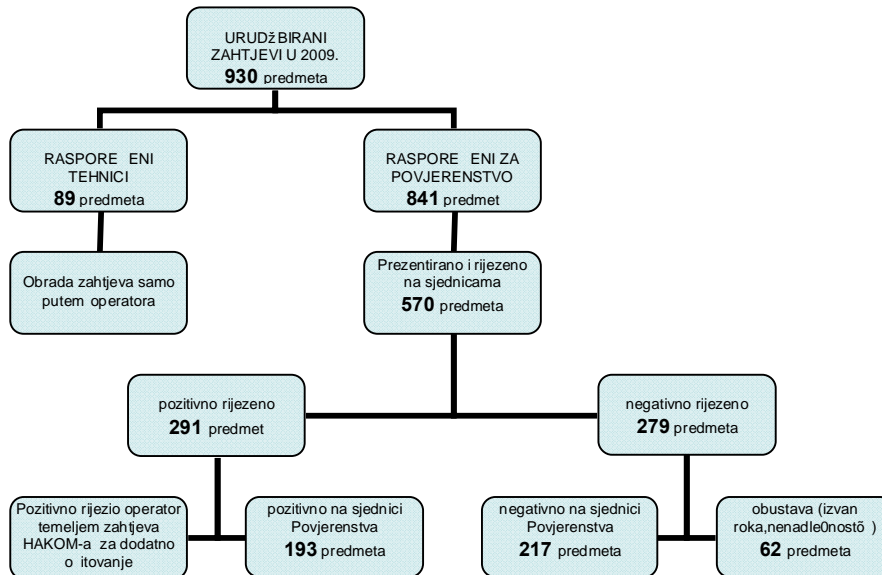 URUDžBIRANI
ZAHTJEVI U 2009.
930 predmeta
RASPORE ENI
TEHNICI
89 predmeta
RASPORE ENI ZA
POVJERENSTVO
841 predmet
Obrada zahtjeva samo
putem operatora
Prezentirano i rijezeno
na sjednicama
570 predmeta
pozitivno rijezeno
291 predmet
negativno rijezeno
279 predmeta
Pozitivno rijezio operator
temeljem zahtjeva
HAKOM-a za dodatno
o itovanje
pozitivno na sjednici
Povjerenstva
193 predmeta
negativno na sjednici
Povjerenstva
217 predmeta
obustava (izvan
roka,nenadle0nostõ )
62 predmeta